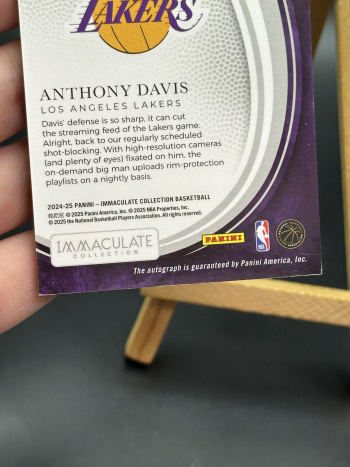 LAKERS
ANTHONY DAVIS
LOS ANGELES LAKERS
Davis' defense is so sharp, it can cut
the streaming feed of the Lakers game.
Alright, back to our regularly scheduled
shot-blocking. With high-resolution cameras
(and plenty of eyes) fixated on him, the
on-demand big man uploads rim-protection
playlists on a nightly basis.
2024-25 PANINI – IMMACULATE COLLECTION BASKETBALL
帕尼尼 © 2025 Panini America, Inc. © 2025 NBA Properties, Inc.
© 2025 the National Basketball Players Association. All rights reserved.
IMMACULATE
COLLECTION
PANINI
NBA
The autograph is guaranteed by Panini America, Inc.